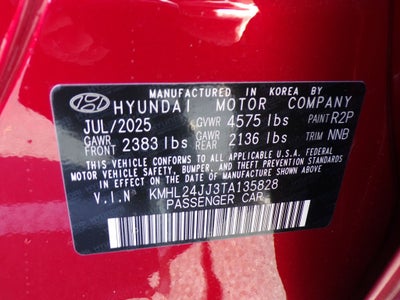 MANUFACTURED IN KOREA BY
HYUNDAI MOTOR COMPANY
JUL/2025 GVWR 4575 lbs PAINT R2P
GAWR FRONT 2383 lbs GAWR REAR 2136 lbs TRIM NNB
THIS VEHICLE CONFORMS TO ALL APPLICABLE U.S.A. FEDERAL
MOTOR VEHICLE SAFETY, BUMPER, AND THEFT PREVENTION
STANDARDS IN EFFECT ON THE DATE OF MANUFACTURE SHOWN ABOVE.
V.I.N KMHL24JJ3TA135828
PASSENGER CAR